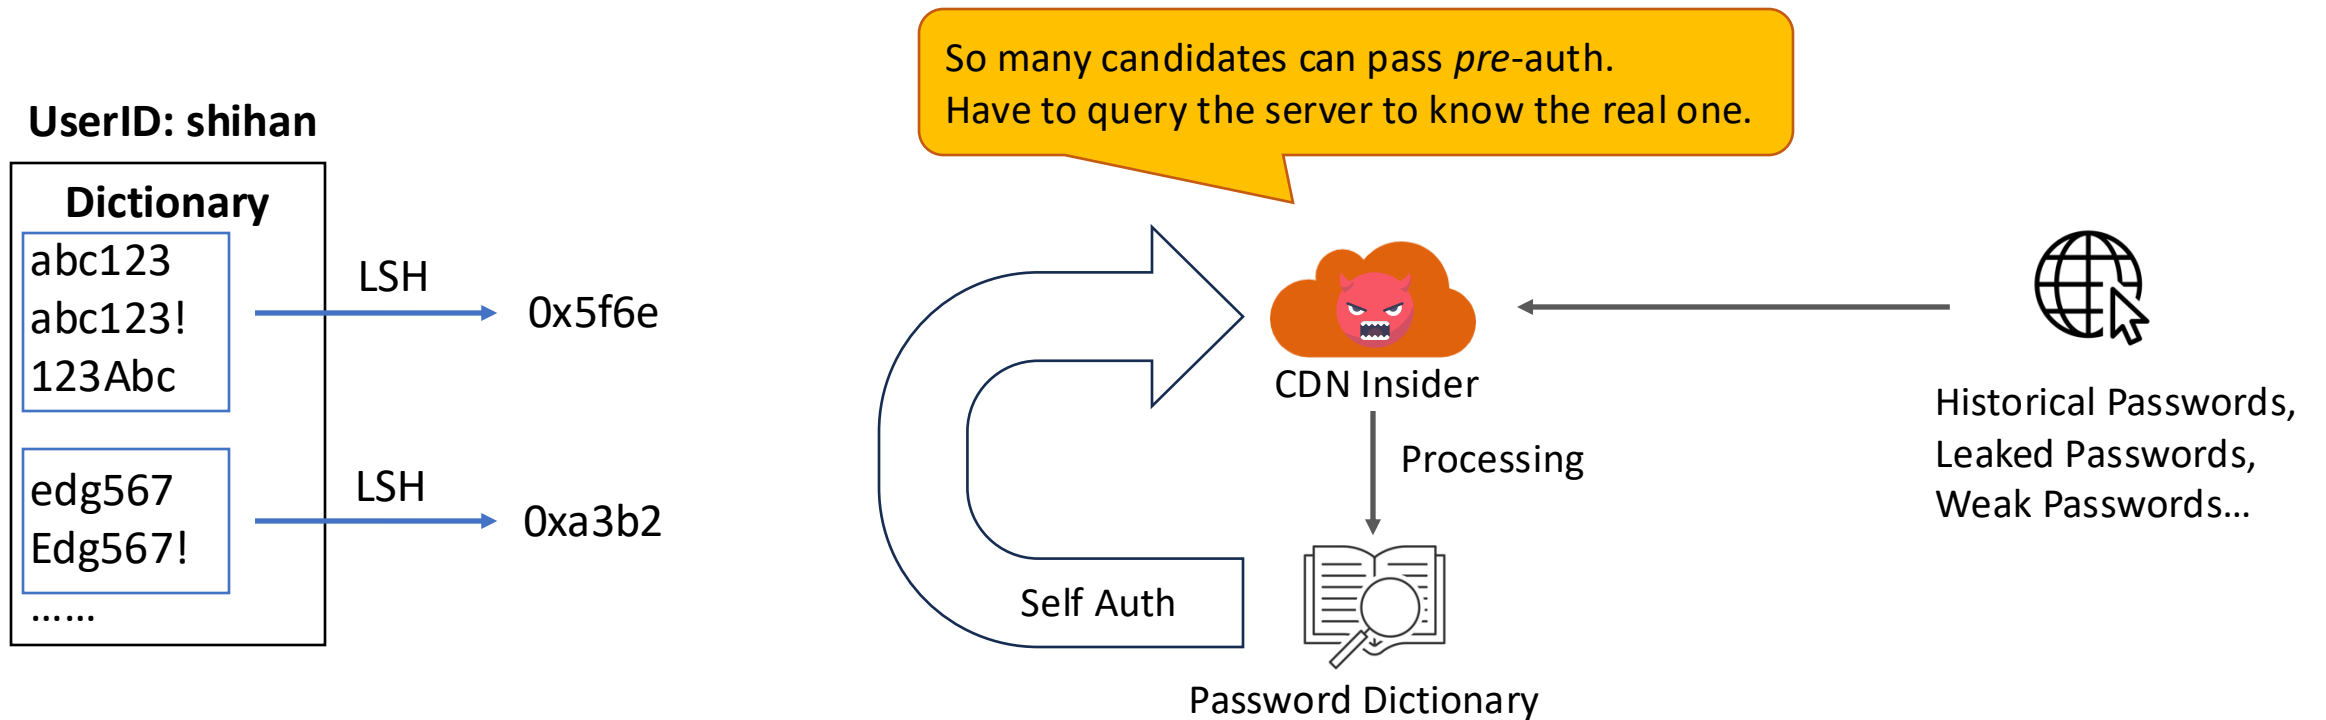 So many candidates can pass pre-auth.
Have to query the server to know the real one.
UserID: shihan
Dictionary
abc123
abc123!
123Abc
LSH
0x5f6e
edg567
Edg567!
......
LSH
0xa3b2
CDN Insider
Processing
Self Auth
Password Dictionary
Historical Passwords,
Leaked Passwords,
Weak Passwords...